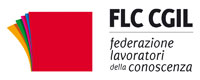 FLC CGIL
federazione
lavoratori
della conoscenza